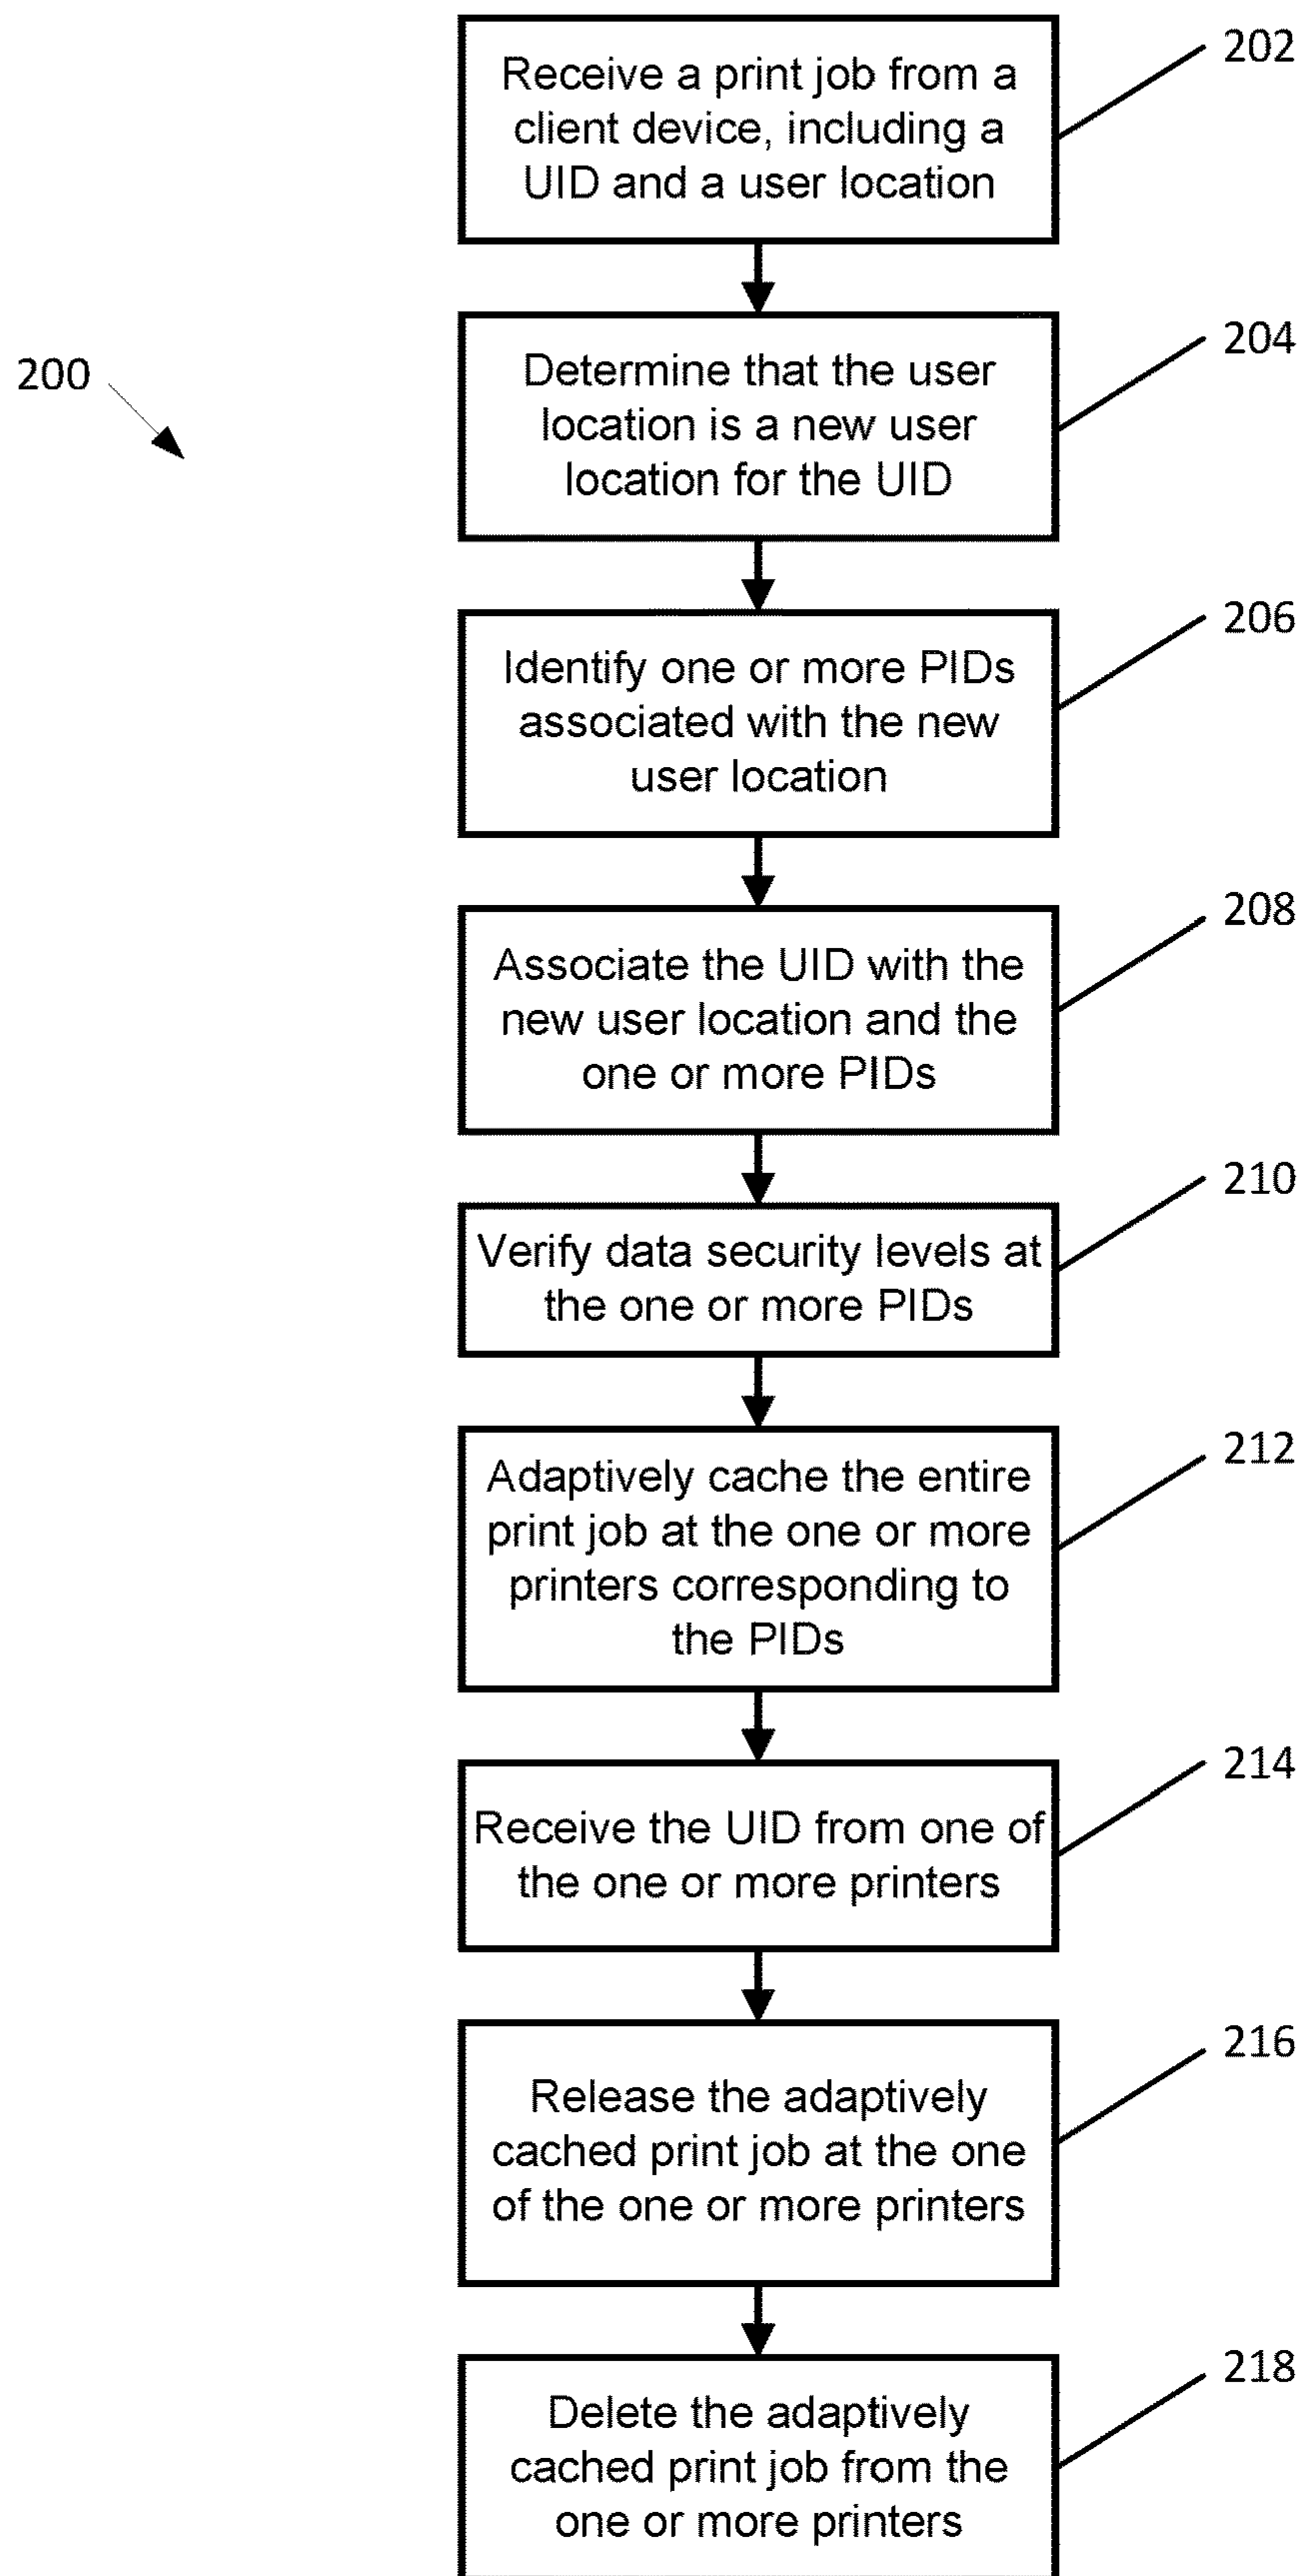 Receive a print job from a
client device, including a
UID and a user location
202
200
Determine that the user
location is a new user
location for the UID
204
Identify one or more PIDs
associated with the new
user location
206
Associate the UID with the
new user location and the
one or more PIDs
208
Verify data security levels at
the one or more PIDs
210
Adaptively cache the entire
print job at the one or more
printers corresponding to
the PIDs
212
Receive the UID from one of
the one or more printers
214
Release the adaptively
cached print job at the one
of the one or more printers
216
Delete the adaptively
cached print job from the
one or more printers
218